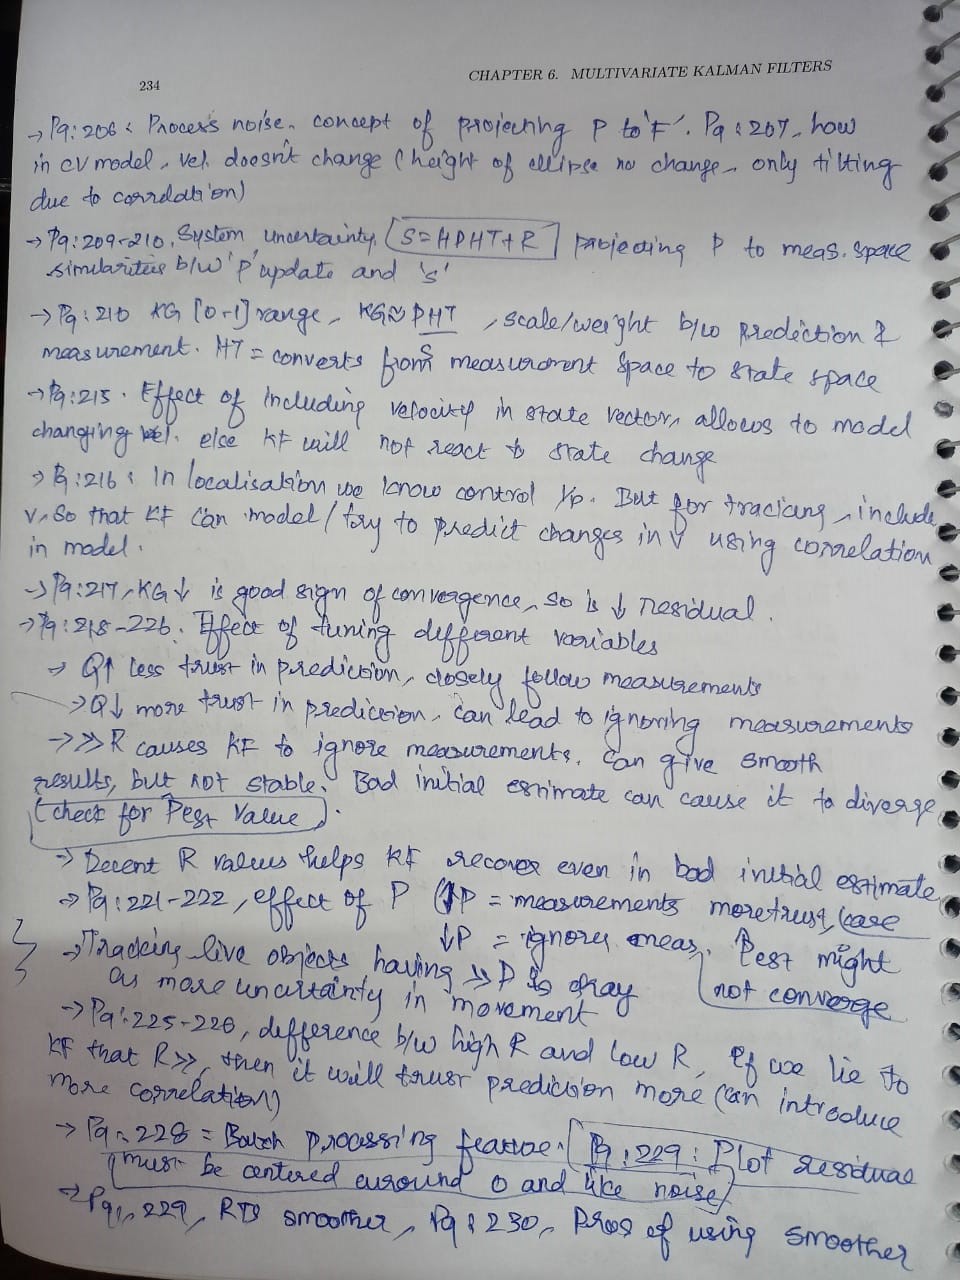 234
CHAPTER 6. MULTIVARIATE KALMAN FILTERS
→ Pg: 206: Process noise, concept of projecting P to 'F'. Pg: 207, how
in CV model, vel. doosn't change (height of ellipse no change, only tilting
due to correlation)
→ Pg: 209-210, System uncertainty, [S=HPHT+R] projecting P to meas. space
similarities b/w 'P' update and 's'
→ Pg: 210 KG [0-1] range, KG≈ PHT , scale/weight b/w prediction &
S
measurement. HT = converts from measurement space to state space
→ Pg: 215. Effect of including velocity in state vector, allows to model
changing vel. else KF will not react to state change
→ Pg: 216: In localisation we know control i/p. But for tracking, include
v, so that KF can model/try to predict changes in V using correlation
in model.
→ Pg: 217, KG↓ is good sign of convergence, so is ↓ residual.
→ Pg: 218-226. Effect of tuning different variables
→ Q↑ less trust in prediction, closely follow measurements
→ Q↓ more trust in prediction, can lead to ignoring measurements
→ >> R causes KF to ignore measurements, can give smooth
results, but not stable. Bad initial estimate can cause it to diverge
(check for Pest Value).
→ Decent R values helps KF recover even in bad initial estimate
→ Pg: 221-222, effect of P ↑P = measurements more trust, case
↓P = ignores meas. Pest might
not converge
→ Tracking live objects having >> P is okay
as more uncertainty in movement
→ Pg: 225-226, difference b/w high R and low R, If we lie to
KF that R>>, then it will trust prediction more (can introduce
more correlation)
→ Pg: 228 = Batch processing feature. [Pg: 229: Plot residual
must be centered around 0 and like noise]
→ Pg: 229, RTS smoother, Pg: 230, Pros of using smoother